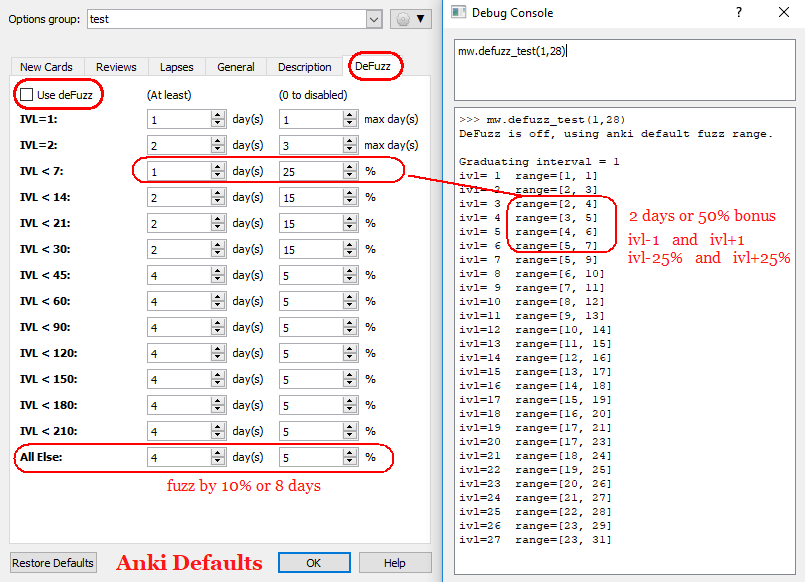 Options group: test
New Cards Reviews Lapses General Description DeFuzz
Use deFuzz (At least) (0 to disabled)
IVL=1: 1 day(s) 1 max day(s)
IVL=2: 2 day(s) 3 max day(s)
IVL < 7: 1 day(s) 25 %
IVL < 14: 2 day(s) 15 %
IVL < 21: 2 day(s) 15 %
IVL < 30: 2 day(s) 15 %
IVL < 45: 4 day(s) 5 %
IVL < 60: 4 day(s) 5 %
IVL < 90: 4 day(s) 5 %
IVL < 120: 4 day(s) 5 %
IVL < 150: 4 day(s) 5 %
IVL < 180: 4 day(s) 5 %
IVL < 210: 4 day(s) 5 %
All Else: 4 day(s) 5 %
fuzz by 10% or 8 days
Restore Defaults Anki Defaults OK Help
Debug Console ?
mw.defuzz_test(1,28)
>>> mw.defuzz_test(1,28)
DeFuzz is off, using anki default fuzz range.
Graduating interval = 1
ivl= 1 range=[1, 1]
ivl= 2 range=[2, 3]
ivl= 3 range=[2, 4]
ivl= 4 range=[3, 5]
ivl= 5 range=[4, 6]
ivl= 6 range=[5, 7]
ivl= 7 range=[5, 9]
ivl= 8 range=[6, 10]
ivl= 9 range=[7, 11]
ivl=10 range=[8, 12]
ivl=11 range=[9, 13]
ivl=12 range=[10, 14]
ivl=13 range=[11, 15]
ivl=14 range=[12, 16]
ivl=15 range=[13, 17]
ivl=16 range=[14, 18]
ivl=17 range=[15, 19]
ivl=18 range=[16, 20]
ivl=19 range=[17, 21]
ivl=20 range=[17, 23]
ivl=21 range=[18, 24]
ivl=22 range=[19, 25]
ivl=23 range=[20, 26]
ivl=24 range=[21, 27]
ivl=25 range=[22, 28]
ivl=26 range=[23, 29]
ivl=27 range=[23, 31]
2 days or 50% bonus
ivl-1 and ivl+1
ivl-25% and ivl+25%